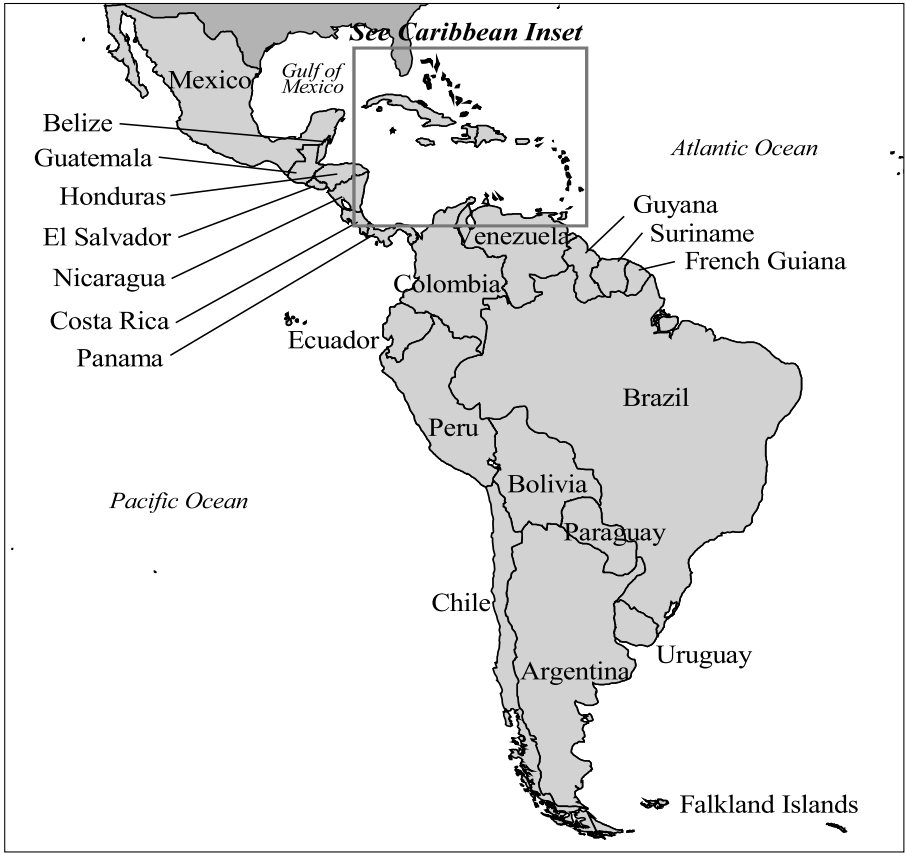 See Caribbean Inset
Gulf of
Mexico
Mexico
Belize
Guatemala
Honduras
El Salvador
Nicaragua
Costa Rica
Panama
Atlantic Ocean
Guyana
Suriname
French Guiana
Venezuela
Colombia
Ecuador
Brazil
Peru
Pacific Ocean
Bolivia
Paraguay
Chile
Uruguay
Argentina
Falkland Islands